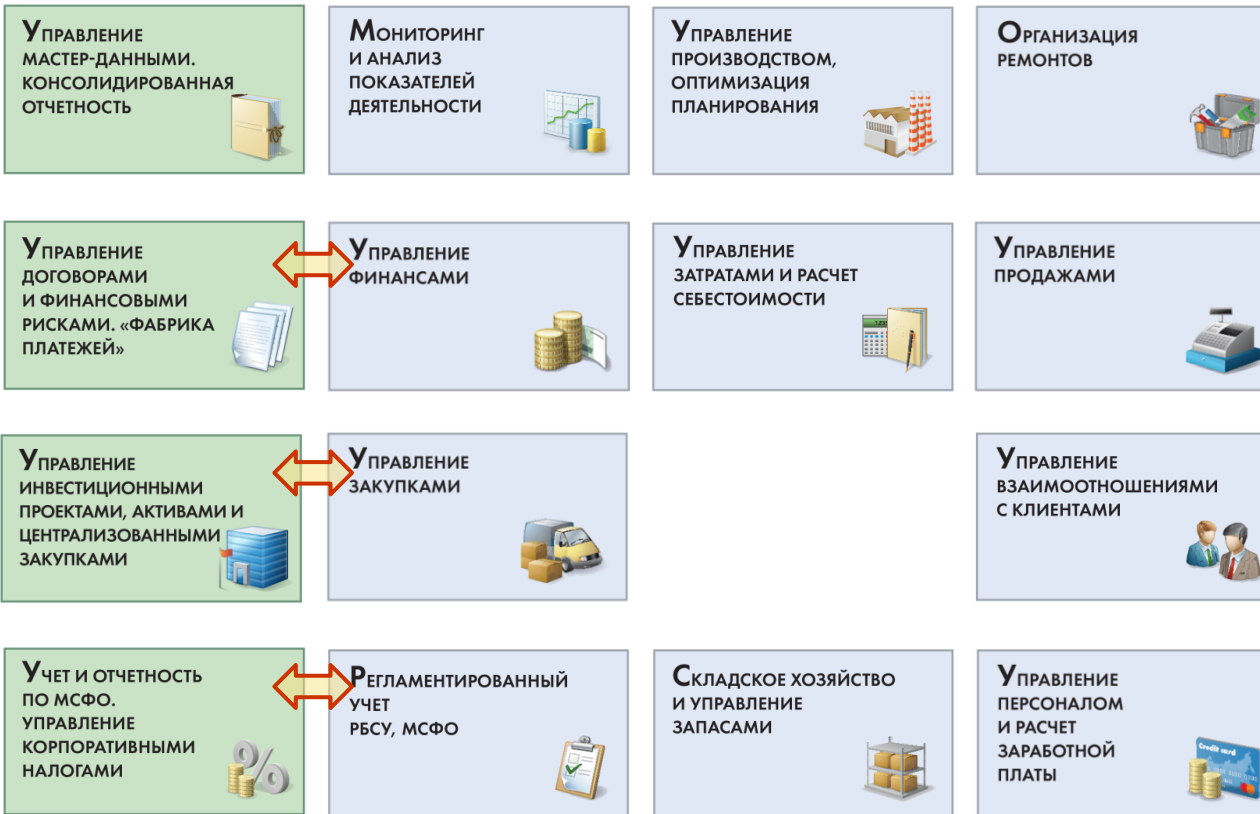 Управление
мастер-данными.
консолидированная
отчетность
Мониторинг
и анализ
показателей
деятельности
Управление
производством,
оптимизация
планирования
Организация
ремонтов
Управление
договорами
и финансовыми
рисками. «Фабрика
платежей»
Управление
финансами
Управление
затратами и расчет
себестоимости
Управление
продажами
Управление
инвестиционными
проектами, активами и
централизованными
закупками
Управление
закупками
Управление
взаимоотношениями
с клиентами
Учет и отчетность
по МСФО.
Управление
корпоративными
налогами
Регламентированный
учет
РБСУ, МСФО
Складское хозяйство
и управление
запасами
Управление
персоналом
и расчет
заработной
платы
Credit card